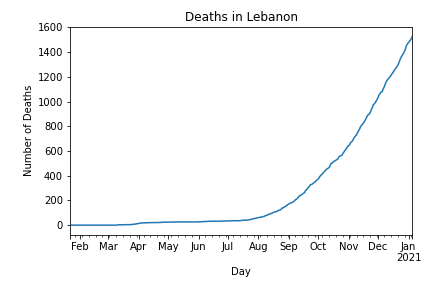 Deaths in Lebanon
1600
1400
1200
1000
800
600
400
200
0
Number of Deaths
Feb Mar Apr May Jun Jul Aug Sep Oct Nov Dec Jan
2021
Day